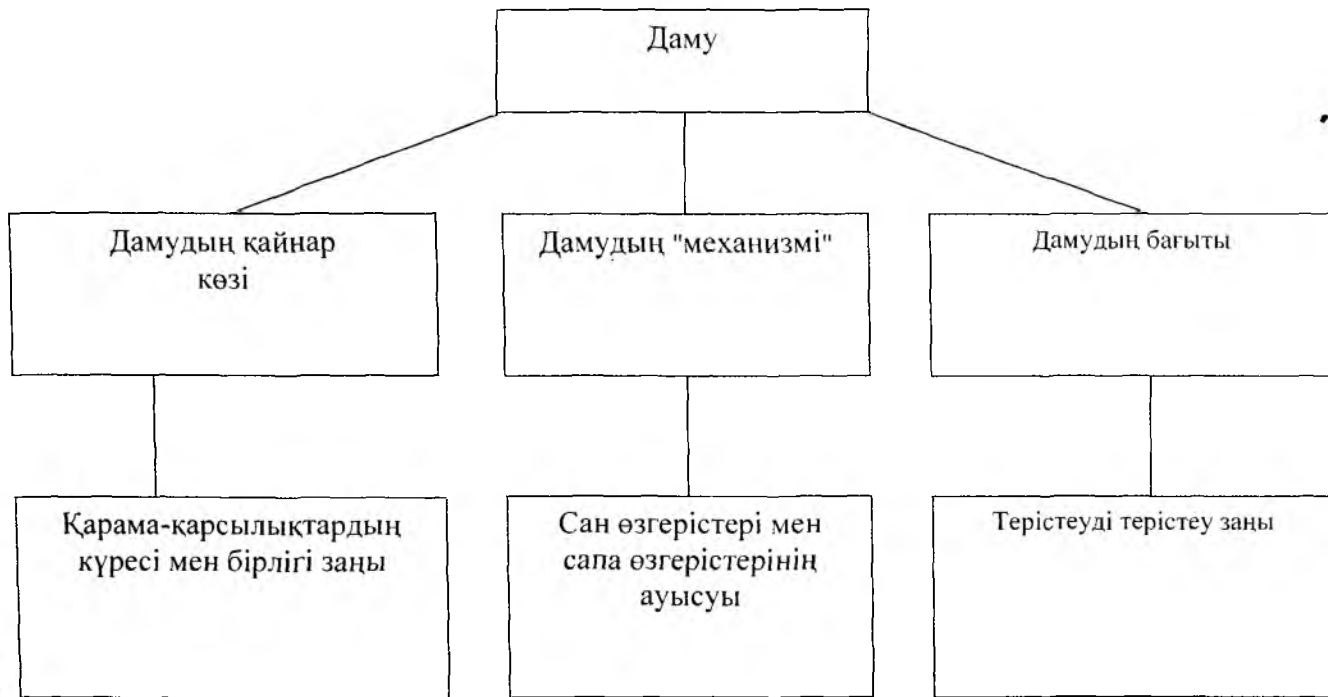 Даму
Дамудың қайнар
көзі
Дамудың "механизмі"
Дамудың бағыты
Қарама-қарсылықтардың
күресі мен бірлігі заңы
Сан өзгерістері мен
сапа өзгерістерінің
ауысуы
Терістеуді терістеу заңы